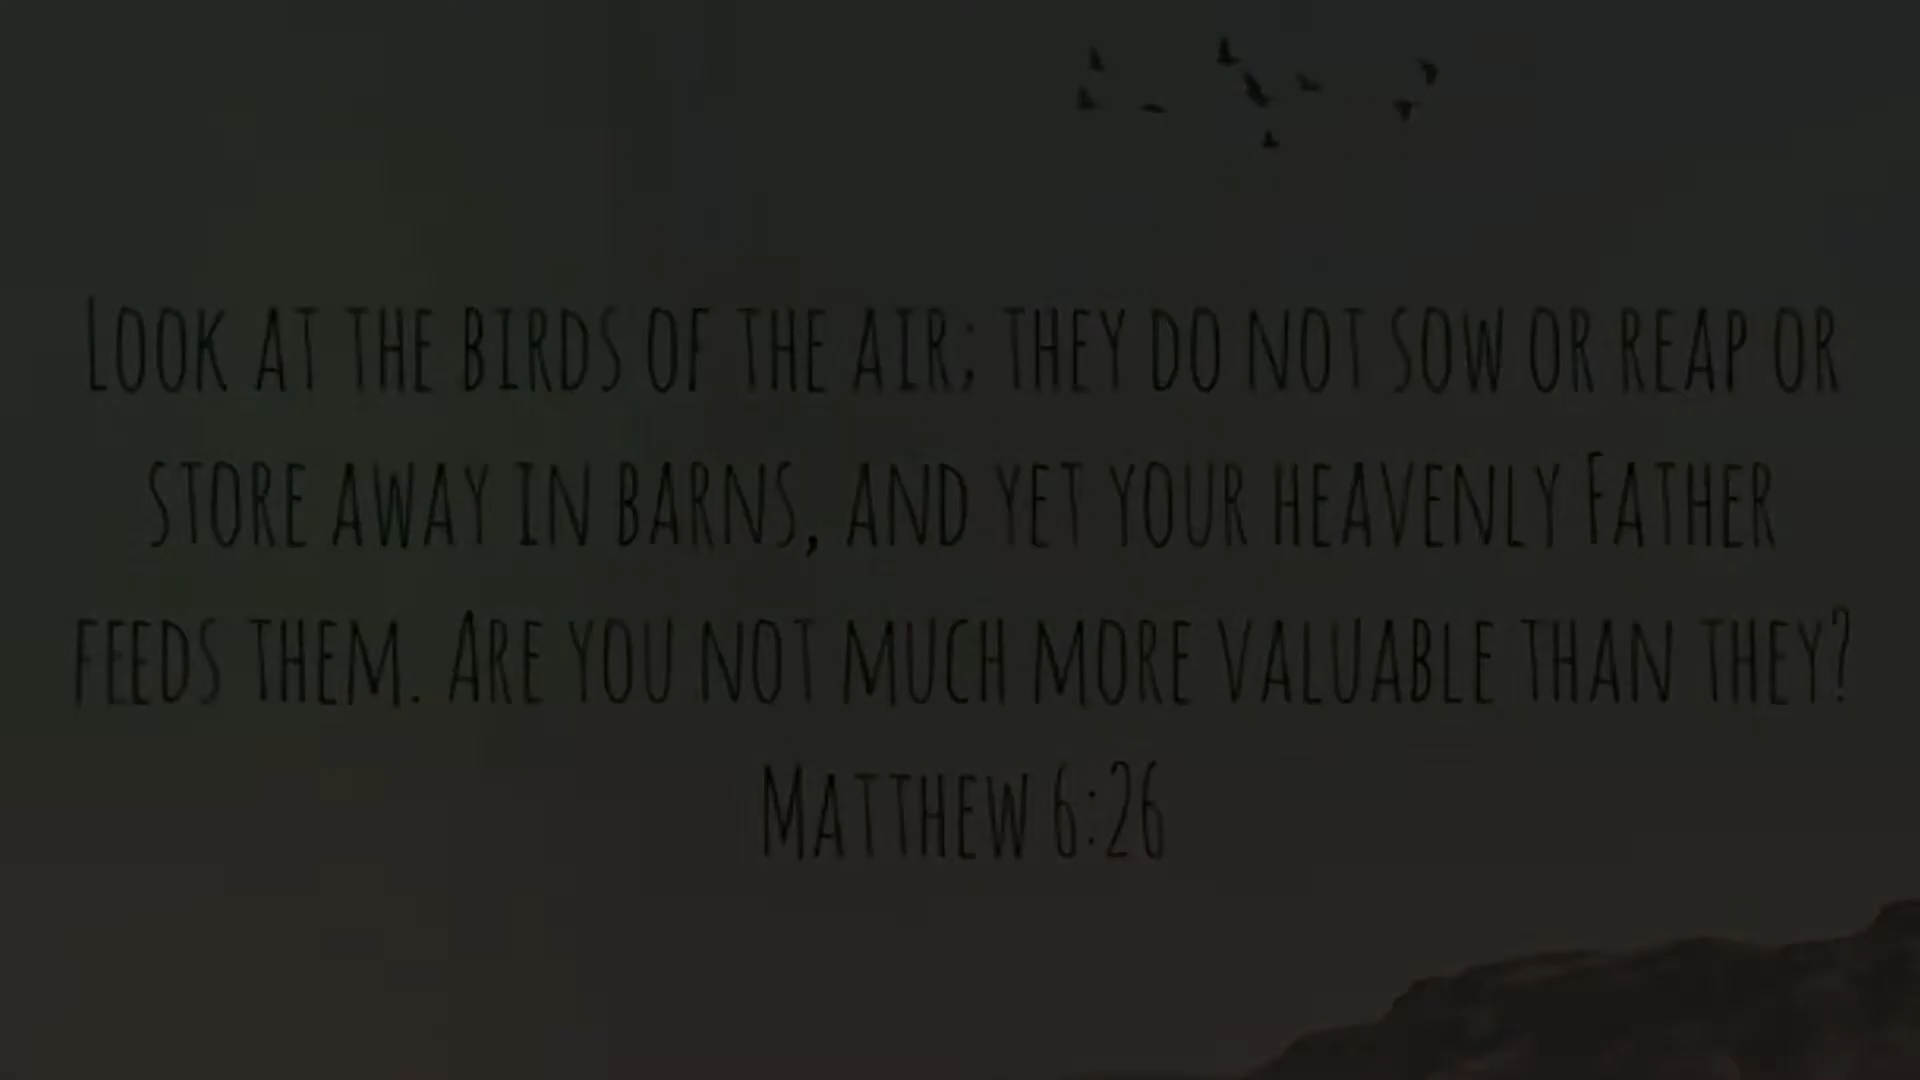 Look at the birds of the air; they do not sow or reap or
store away in barns, and yet your heavenly Father
feeds them. Are you not much more valuable than they?
Matthew 6:26